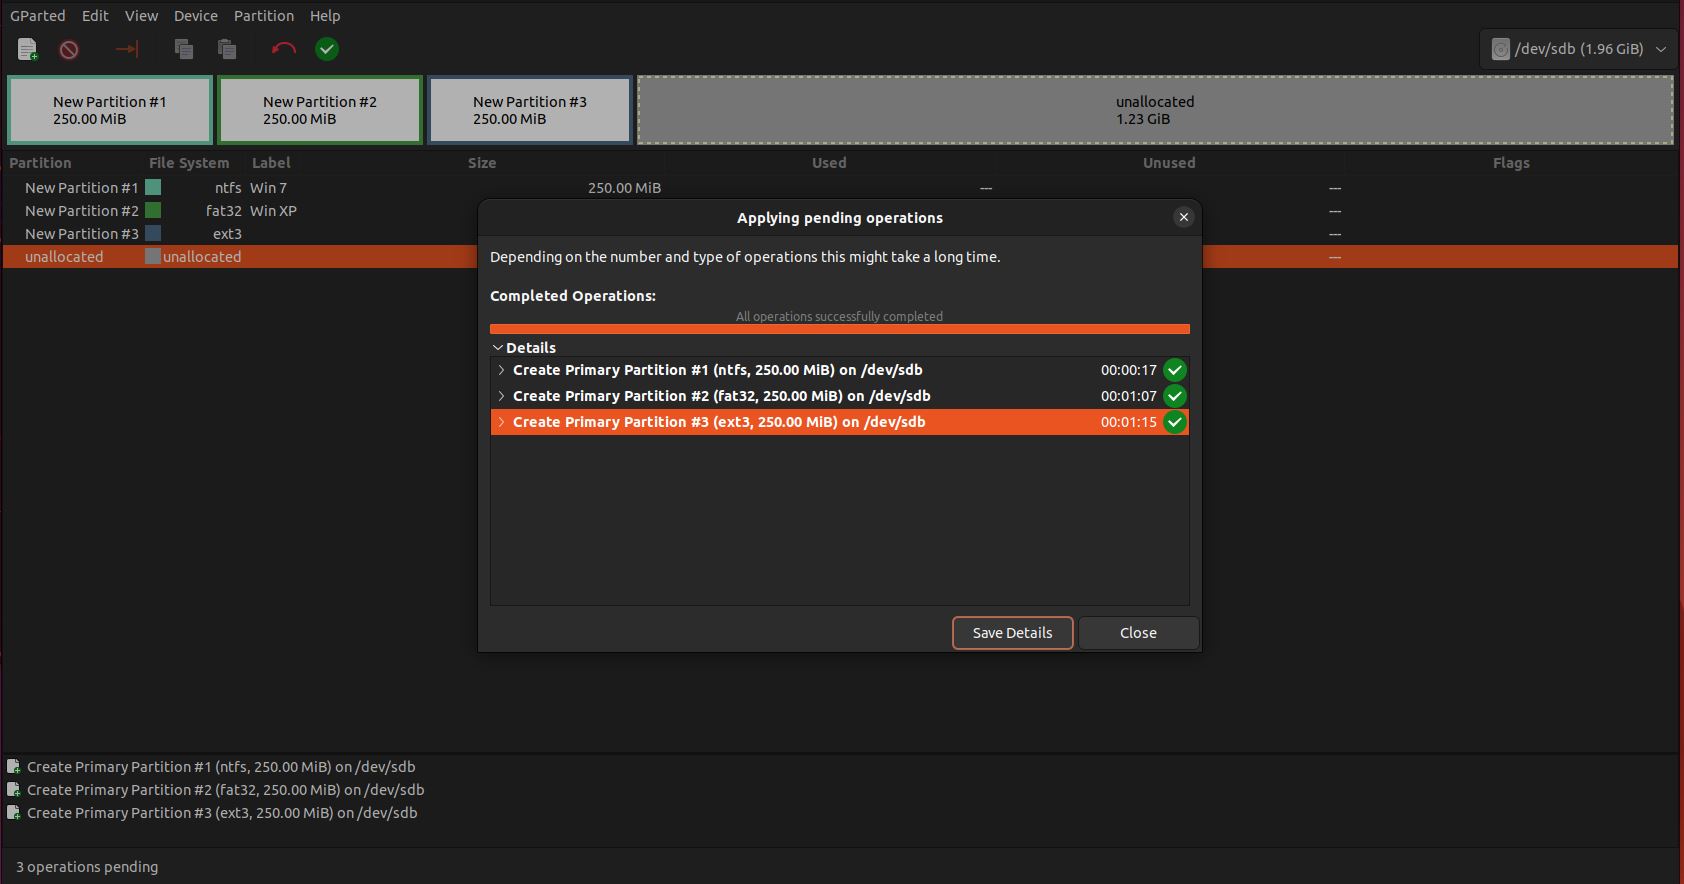 GParted Edit View Device Partition Help
/dev/sdb (1.96 GiB)
New Partition #1
250.00 MiB
New Partition #2
250.00 MiB
New Partition #3
250.00 MiB
unallocated
1.23 GiB
Partition File System Label Size Used Unused Flags
New Partition #1 ntfs Win 7 250.00 MiB --- ---
New Partition #2 fat32 Win XP ---
New Partition #3 ext3 ---
unallocated unallocated ---
Applying pending operations
Depending on the number and type of operations this might take a long time.
Completed Operations:
All operations successfully completed
Details
Create Primary Partition #1 (ntfs, 250.00 MiB) on /dev/sdb 00:00:17
Create Primary Partition #2 (fat32, 250.00 MiB) on /dev/sdb 00:01:07
Create Primary Partition #3 (ext3, 250.00 MiB) on /dev/sdb 00:01:15
Save Details Close
Create Primary Partition #1 (ntfs, 250.00 MiB) on /dev/sdb
Create Primary Partition #2 (fat32, 250.00 MiB) on /dev/sdb
Create Primary Partition #3 (ext3, 250.00 MiB) on /dev/sdb
3 operations pending